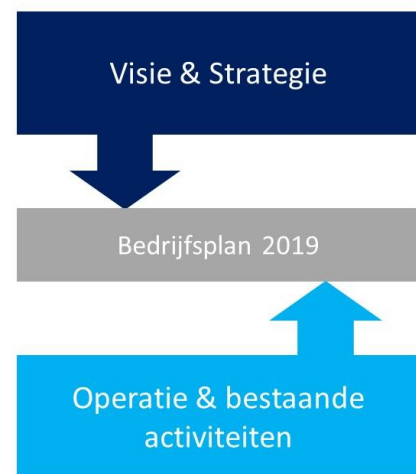 Visie & Strategie
Bedrijfsplan 2019
Operatie & bestaande
activiteiten